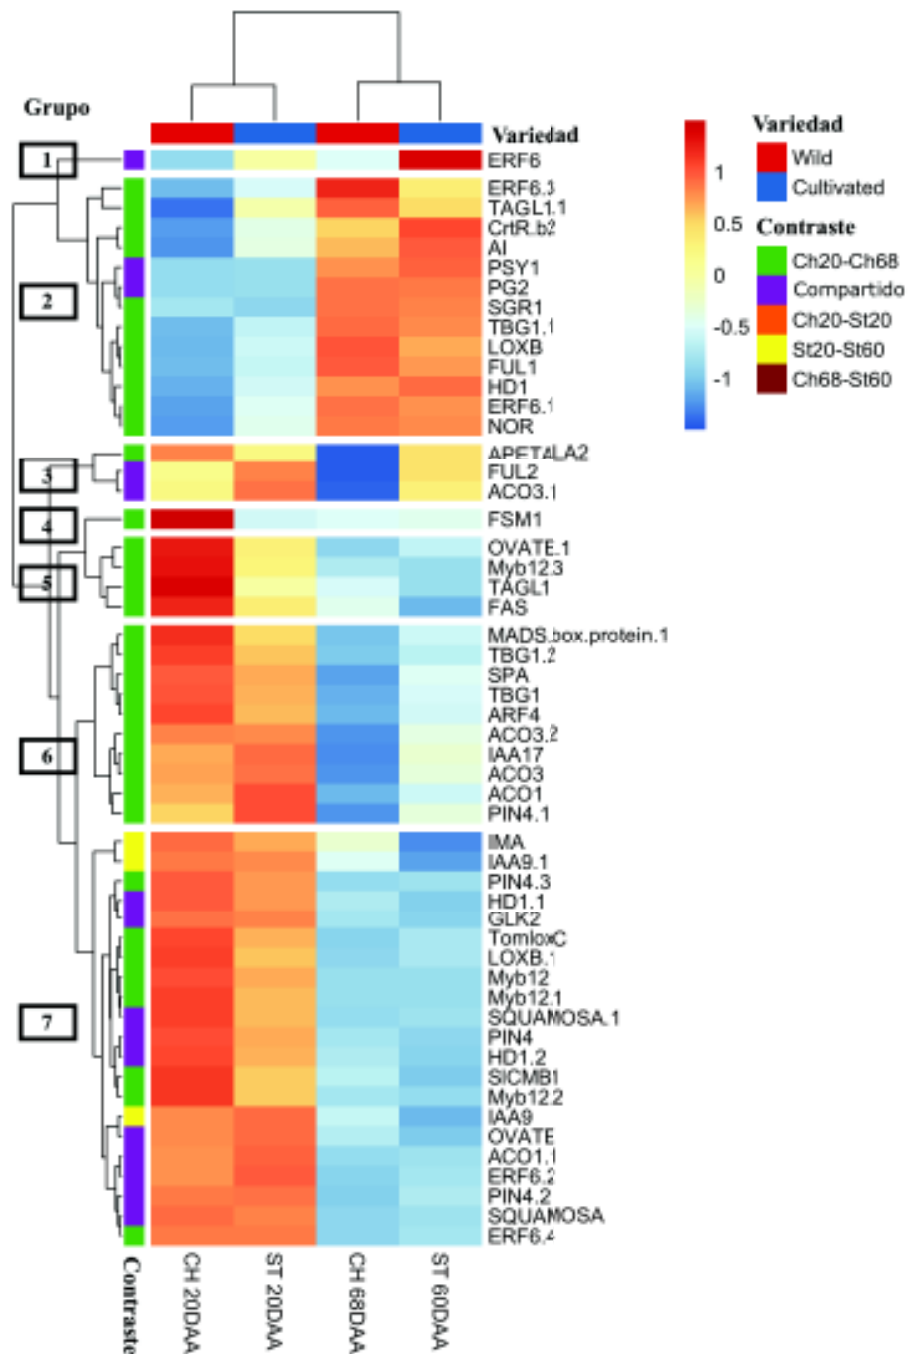 Grupo
Variedad
1
ERF6
ERF6.3
TAGL1.1
CrtR.b2
AI
PSY1
PG2
2
SGR1
TBG1.1
LOXB
FUL1
HD1
ERF6.1
NOR
APETALA2
3
FUL2
ACO3.1
4
FSM1
OVATE.1
Myb12.3
5
TAGL1
FAS
MADS.box.protein.1
TBG1.2
SPA
TBG1
ARF4
ACO3.2
6
IAA17
ACO3
ACO1
PIN4.1
IMA
IAA9.1
PIN4.3
HD1.1
GLK2
TomloxC
LOXB.1
Myb12
Myb12.1
7
SQUAMOSA.1
PIN4
HD1.2
SlCMB1
Myb12.2
IAA9
OVATE
ACO1.1
ERF6.2
PIN4.2
SQUAMOSA
ERF6.4
Contraste
CH 20DAA
ST 20DAA
CH 68DAA
ST 60DAA
1
0.5
0
-0.5
-1
Variedad
Wild
Cultivated
Contraste
Ch20-Ch68
Compartido
Ch20-St20
St20-St60
Ch68-St60